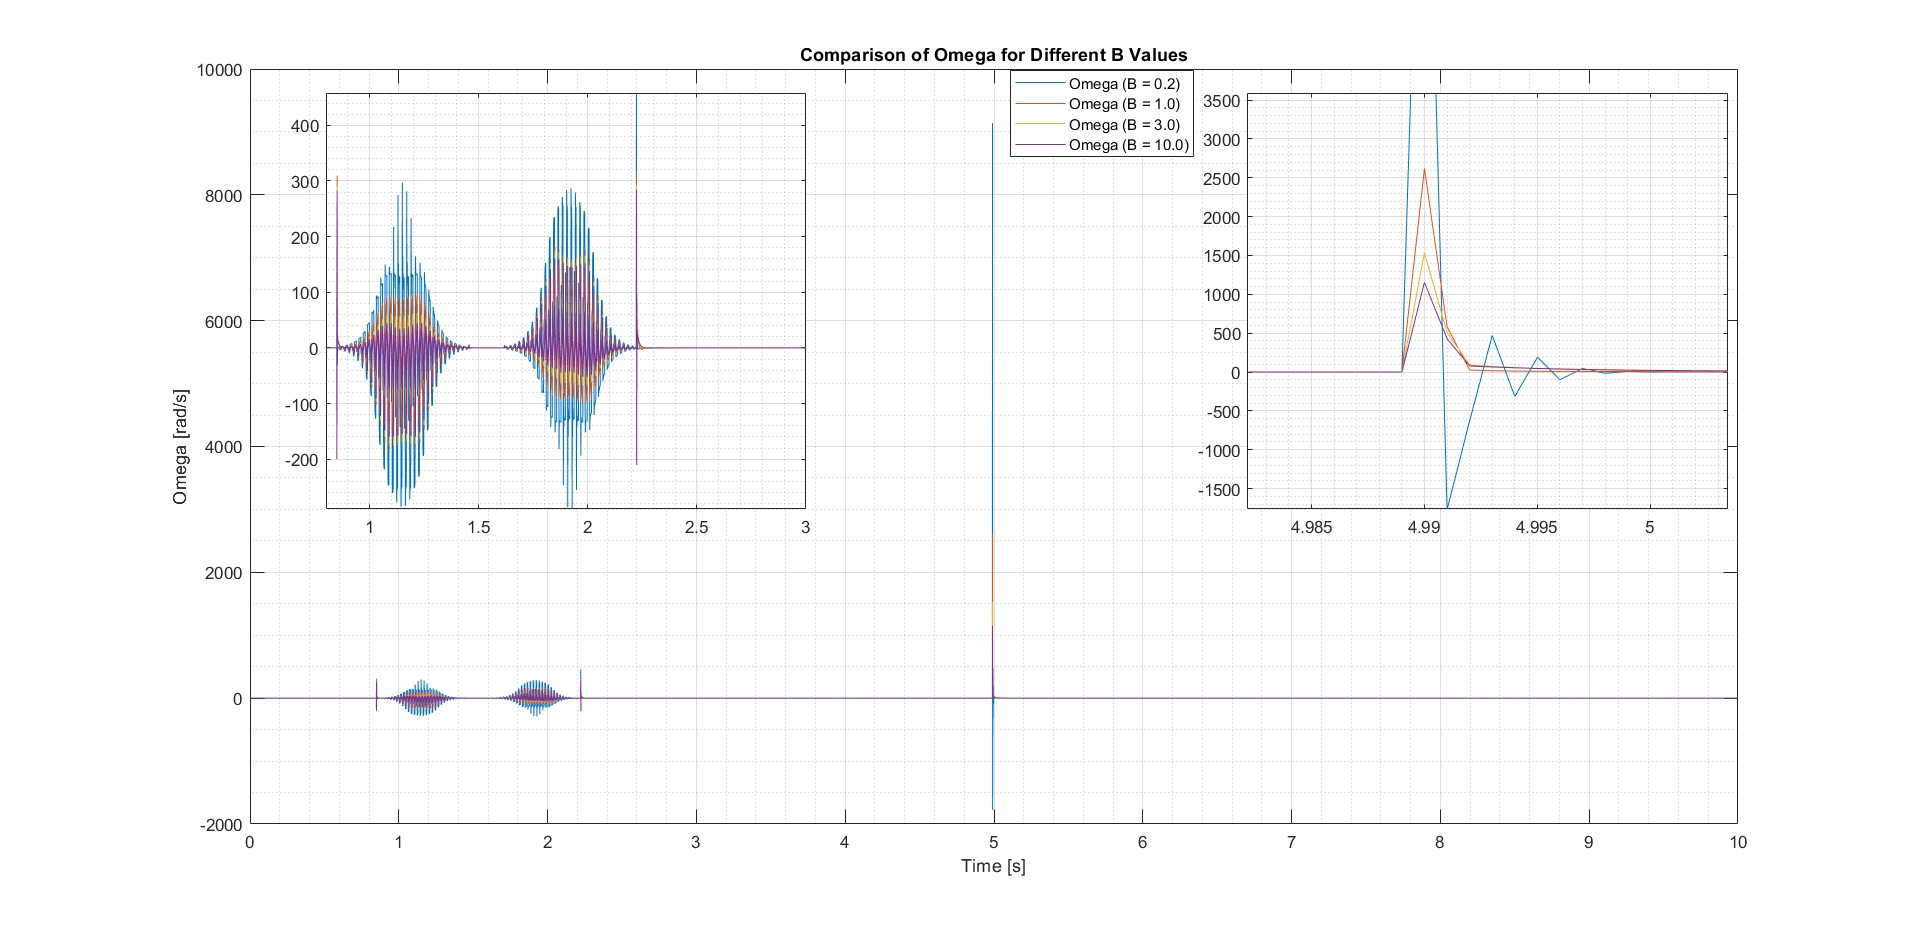 Comparison of Omega for Different B Values
Omega (B = 0.2)
Omega (B = 1.0)
Omega (B = 3.0)
Omega (B = 10.0)
Omega [rad/s]
10000
8000
6000
4000
2000
0
-2000
0 1 2 3 4 5 6 7 8 9 10
Time [s]
400
300
200
100
0
-100
-200
1 1.5 2 2.5 3
3500
3000
2500
2000
1500
1000
500
0
-500
-1000
-1500
4.985 4.99 4.995 5